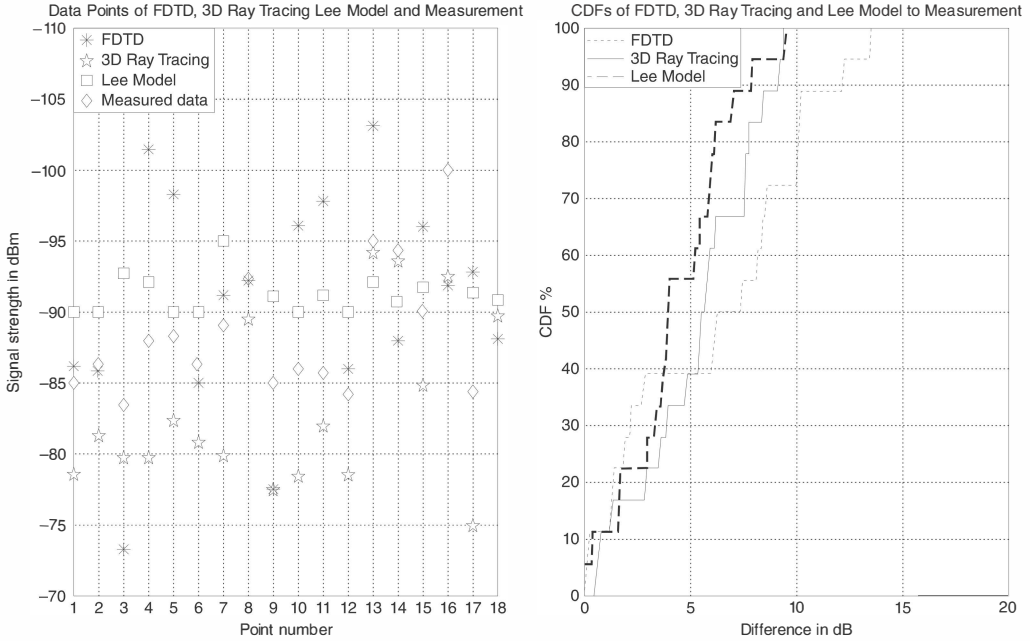 Data Points of FDTD, 3D Ray Tracing Lee Model and Measurement
−110
−105
−100
−95
−90
−85
−80
−75
−70
Signal strength in dBm
FDTD
3D Ray Tracing
Lee Model
Measured data
1 2 3 4 5 6 7 8 9 10 11 12 13 14 15 16 17 18
Point number
CDFs of FDTD, 3D Ray Tracing and Lee Model to Measurement
100
90
80
70
60
50
40
30
20
10
0
CDF %
FDTD
3D Ray Tracing
Lee Model
0 5 10 15 20
Difference in dB